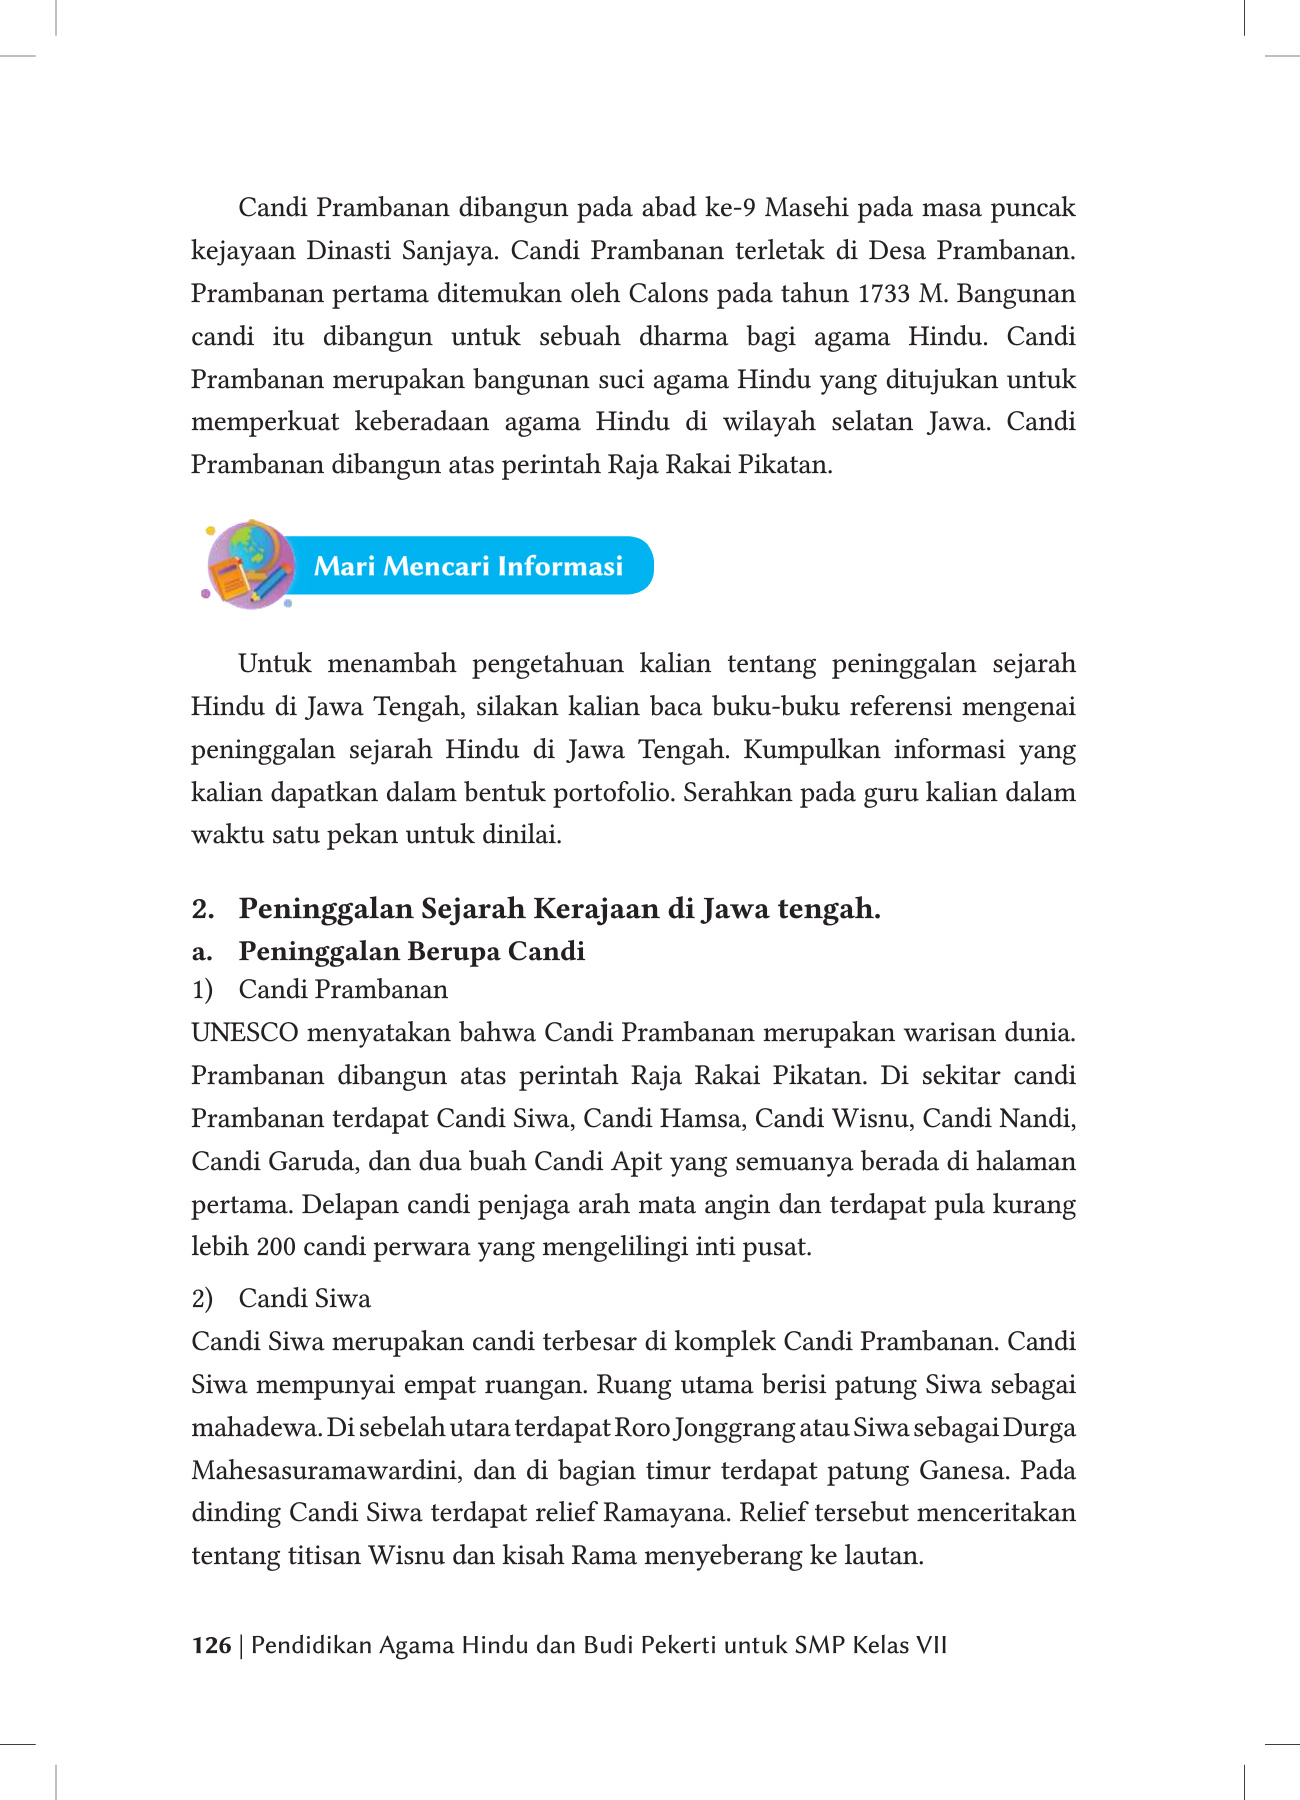 Candi Prambanan dibangun pada abad ke-9 Masehi pada masa puncak
kejayaan Dinasti Sanjaya. Candi Prambanan terletak di Desa Prambanan.
Prambanan pertama ditemukan oleh Calons pada tahun 1733 M. Bangunan
candi itu dibangun untuk sebuah dharma bagi agama Hindu. Candi
Prambanan merupakan bangunan suci agama Hindu yang ditujukan untuk
memperkuat keberadaan agama Hindu di wilayah selatan Jawa. Candi
Prambanan dibangun atas perintah Raja Rakai Pikatan.
Mari Mencari Informasi
Untuk menambah pengetahuan kalian tentang peninggalan sejarah
Hindu di Jawa Tengah, silakan kalian baca buku-buku referensi mengenai
peninggalan sejarah Hindu di Jawa Tengah. Kumpulkan informasi yang
kalian dapatkan dalam bentuk portofolio. Serahkan pada guru kalian dalam
waktu satu pekan untuk dinilai.
2. Peninggalan Sejarah Kerajaan di Jawa tengah.
a. Peninggalan Berupa Candi
1) Candi Prambanan
UNESCO menyatakan bahwa Candi Prambanan merupakan warisan dunia.
Prambanan dibangun atas perintah Raja Rakai Pikatan. Di sekitar candi
Prambanan terdapat Candi Siwa, Candi Hamsa, Candi Wisnu, Candi Nandi,
Candi Garuda, dan dua buah Candi Apit yang semuanya berada di halaman
pertama. Delapan candi penjaga arah mata angin dan terdapat pula kurang
lebih 200 candi perwara yang mengelilingi inti pusat.
2) Candi Siwa
Candi Siwa merupakan candi terbesar di komplek Candi Prambanan. Candi
Siwa mempunyai empat ruangan. Ruang utama berisi patung Siwa sebagai
mahadewa. Di sebelah utara terdapat Roro Jonggrang atau Siwa sebagai Durga
Mahesasuramawardini, dan di bagian timur terdapat patung Ganesa. Pada
dinding Candi Siwa terdapat relief Ramayana. Relief tersebut menceritakan
tentang titisan Wisnu dan kisah Rama menyeberang ke lautan.
126 | Pendidikan Agama Hindu dan Budi Pekerti untuk SMP Kelas VII